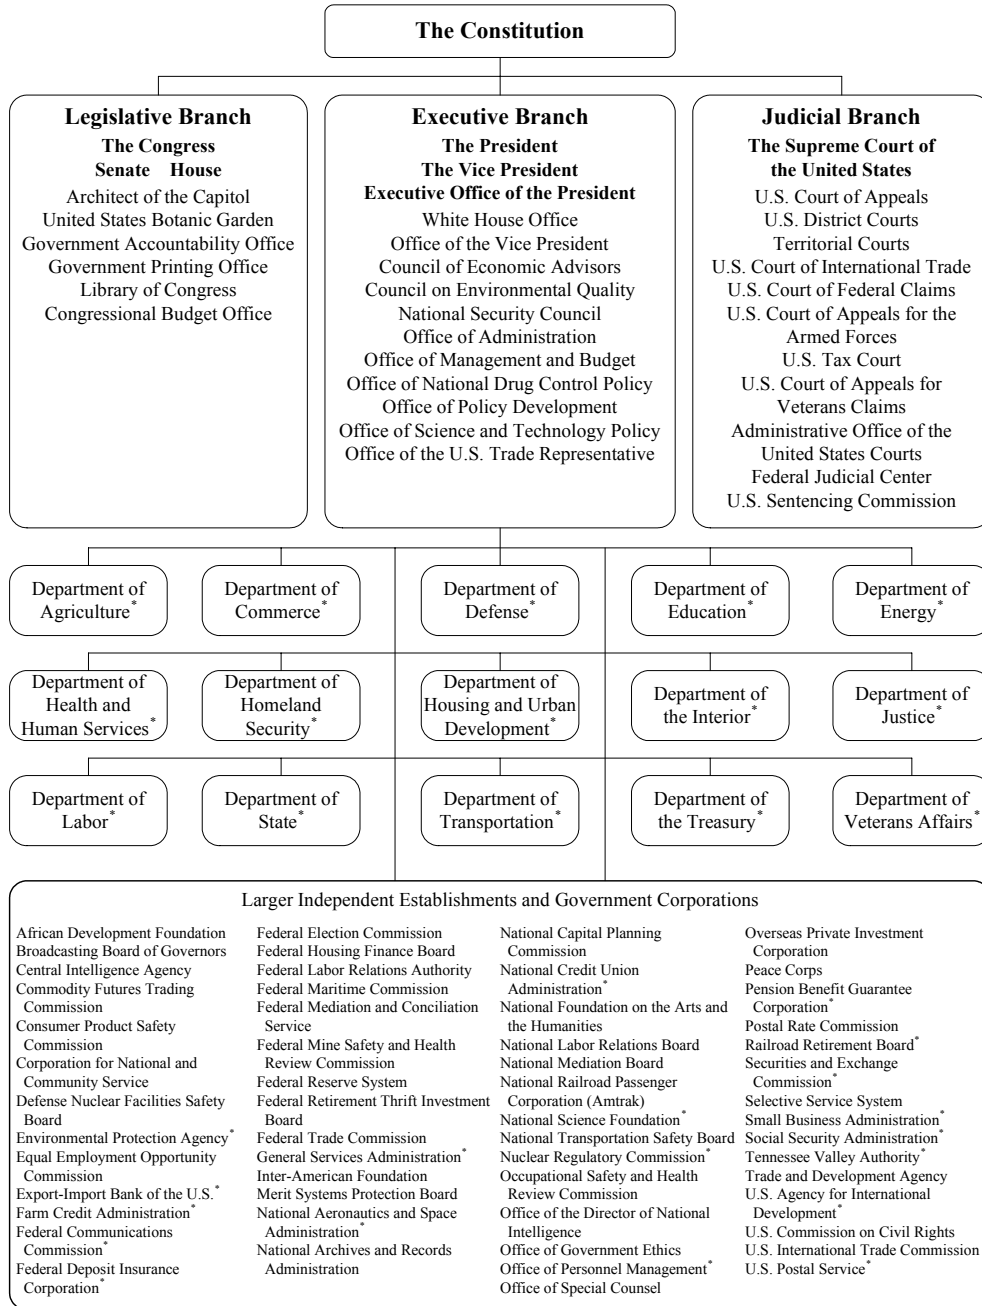 The Constitution
Legislative Branch
The Congress
Senate House
Architect of the Capitol
United States Botanic Garden
Government Accountability Office
Government Printing Office
Library of Congress
Congressional Budget Office
Executive Branch
The President
The Vice President
Executive Office of the President
White House Office
Office of the Vice President
Council of Economic Advisors
Council on Environmental Quality
National Security Council
Office of Administration
Office of Management and Budget
Office of National Drug Control Policy
Office of Policy Development
Office of Science and Technology Policy
Office of the U.S. Trade Representative
Judicial Branch
The Supreme Court of
the United States
U.S. Court of Appeals
U.S. District Courts
Territorial Courts
U.S. Court of International Trade
U.S. Court of Federal Claims
U.S. Court of Appeals for the
Armed Forces
U.S. Tax Court
U.S. Court of Appeals for
Veterans Claims
Administrative Office of the
United States Courts
Federal Judicial Center
U.S. Sentencing Commission
Department of
Agriculture*
Department of
Commerce*
Department of
Defense*
Department of
Education*
Department of
Energy*
Department of
Health and
Human Services*
Department of
Homeland
Security*
Department of
Housing and Urban
Development*
Department of
the Interior*
Department of
Justice*
Department of
Labor*
Department of
State*
Department of
Transportation*
Department of
the Treasury*
Department of
Veterans Affairs*
Larger Independent Establishments and Government Corporations
African Development Foundation
Broadcasting Board of Governors
Central Intelligence Agency
Commodity Futures Trading
Commission
Consumer Product Safety
Commission
Corporation for National and
Community Service
Defense Nuclear Facilities Safety
Board
Environmental Protection Agency*
Equal Employment Opportunity
Commission
Export-Import Bank of the U.S.*
Farm Credit Administration*
Federal Communications
Commission*
Federal Deposit Insurance
Corporation*
Federal Election Commission
Federal Housing Finance Board
Federal Labor Relations Authority
Federal Maritime Commission
Federal Mediation and Conciliation
Service
Federal Mine Safety and Health
Review Commission
Federal Reserve System
Federal Retirement Thrift Investment
Board
Federal Trade Commission
General Services Administration*
Inter-American Foundation
Merit Systems Protection Board
National Aeronautics and Space
Administration*
National Archives and Records
Administration
National Capital Planning
Commission
National Credit Union
Administration*
National Foundation on the Arts and
the Humanities
National Labor Relations Board
National Mediation Board
National Railroad Passenger
Corporation (Amtrak)
National Science Foundation*
National Transportation Safety Board
Nuclear Regulatory Commission*
Occupational Safety and Health
Review Commission
Office of the Director of National
Intelligence
Office of Government Ethics
Office of Personnel Management*
Office of Special Counsel
Overseas Private Investment
Corporation
Peace Corps
Pension Benefit Guarantee
Corporation*
Postal Rate Commission
Railroad Retirement Board*
Securities and Exchange
Commission*
Selective Service System
Small Business Administration*
Social Security Administration*
Tennessee Valley Authority*
Trade and Development Agency
U.S. Agency for International
Development*
U.S. Commission on Civil Rights
U.S. International Trade Commission
U.S. Postal Service*